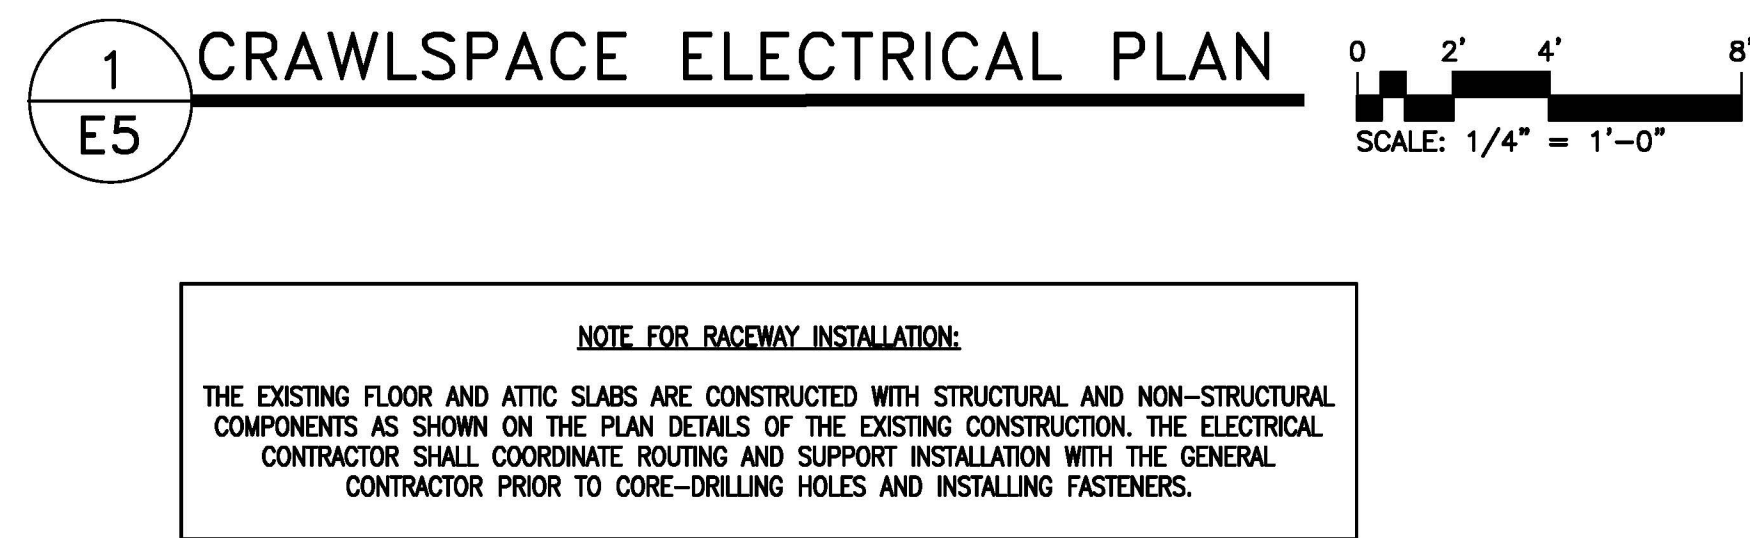 1
E5
CRAWLSPACE ELECTRICAL PLAN
0 2' 4' 8'
SCALE: 1/4" = 1'-0"
NOTE FOR RACEWAY INSTALLATION:
THE EXISTING FLOOR AND ATTIC SLABS ARE CONSTRUCTED WITH STRUCTURAL AND NON-STRUCTURAL
COMPONENTS AS SHOWN ON THE PLAN DETAILS OF THE EXISTING CONSTRUCTION. THE ELECTRICAL
CONTRACTOR SHALL COORDINATE ROUTING AND SUPPORT INSTALLATION WITH THE GENERAL
CONTRACTOR PRIOR TO CORE-DRILLING HOLES AND INSTALLING FASTENERS.